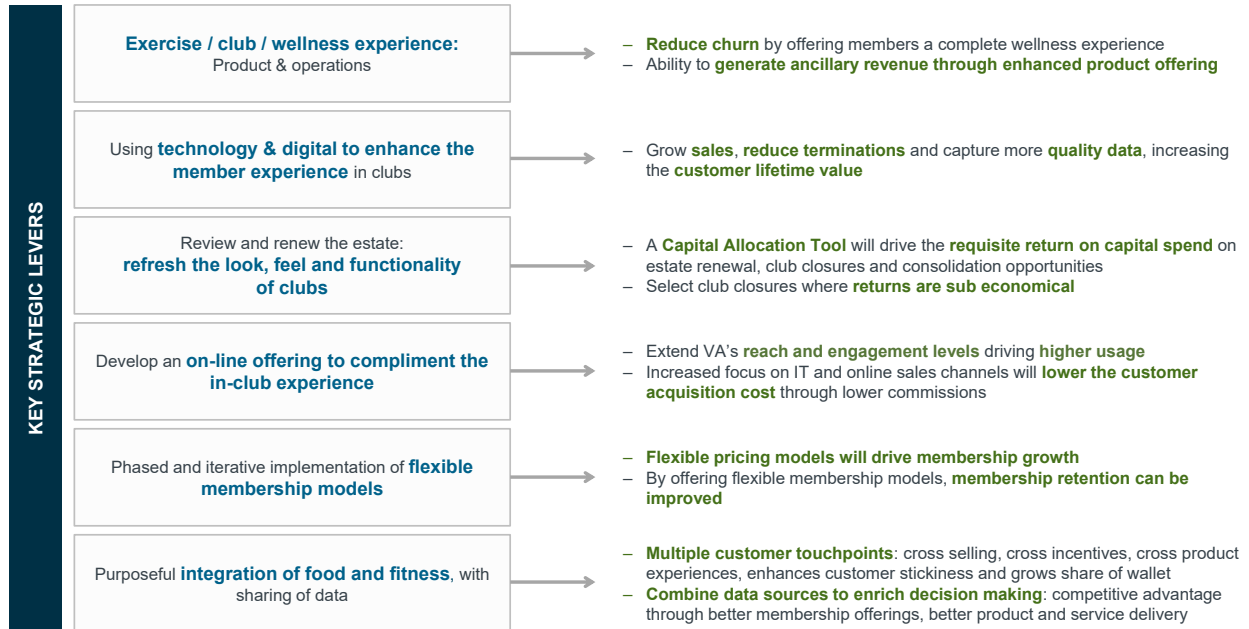 KEY STRATEGIC LEVERS
Exercise / club / wellness experience:
Product & operations
– Reduce churn by offering members a complete wellness experience
– Ability to generate ancillary revenue through enhanced product offering
Using technology & digital to enhance the
member experience in clubs
– Grow sales, reduce terminations and capture more quality data, increasing
the customer lifetime value
Review and renew the estate:
refresh the look, feel and functionality
of clubs
– A Capital Allocation Tool will drive the requisite return on capital spend on
estate renewal, club closures and consolidation opportunities
– Select club closures where returns are sub economical
Develop an on-line offering to compliment the
in-club experience
– Extend VA's reach and engagement levels driving higher usage
– Increased focus on IT and online sales channels will lower the customer
acquisition cost through lower commissions
Phased and iterative implementation of flexible
membership models
– Flexible pricing models will drive membership growth
– By offering flexible membership models, membership retention can be
improved
Purposeful integration of food and fitness, with
sharing of data
– Multiple customer touchpoints: cross selling, cross incentives, cross product
experiences, enhances customer stickiness and grows share of wallet
– Combine data sources to enrich decision making: competitive advantage
through better membership offerings, better product and service delivery